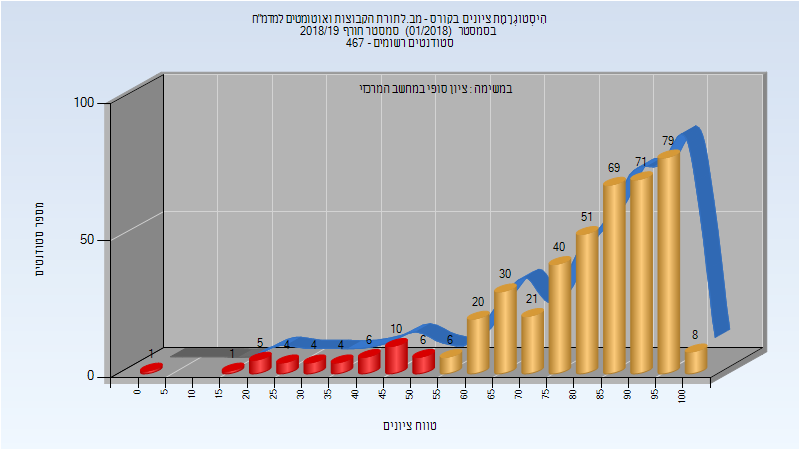 היסטוגרמת ציונים בקורס - מב.לתורת הקבוצות ואוטומטים למדמ"ח
בסמסטר (01/2018) סמסטר חורף 2018/19
סטודנטים רשומים - 467
במשימה : ציון סופי במחשב המרכזי
מספר סטודנטים
100
50
0
1 1 5 4 4 4 6 10 6 6 20 30 21 40 51 69 71 79 8
0 5 10 15 20 25 30 35 40 45 50 55 60 65 70 75 80 85 90 95 100
טווח ציונים